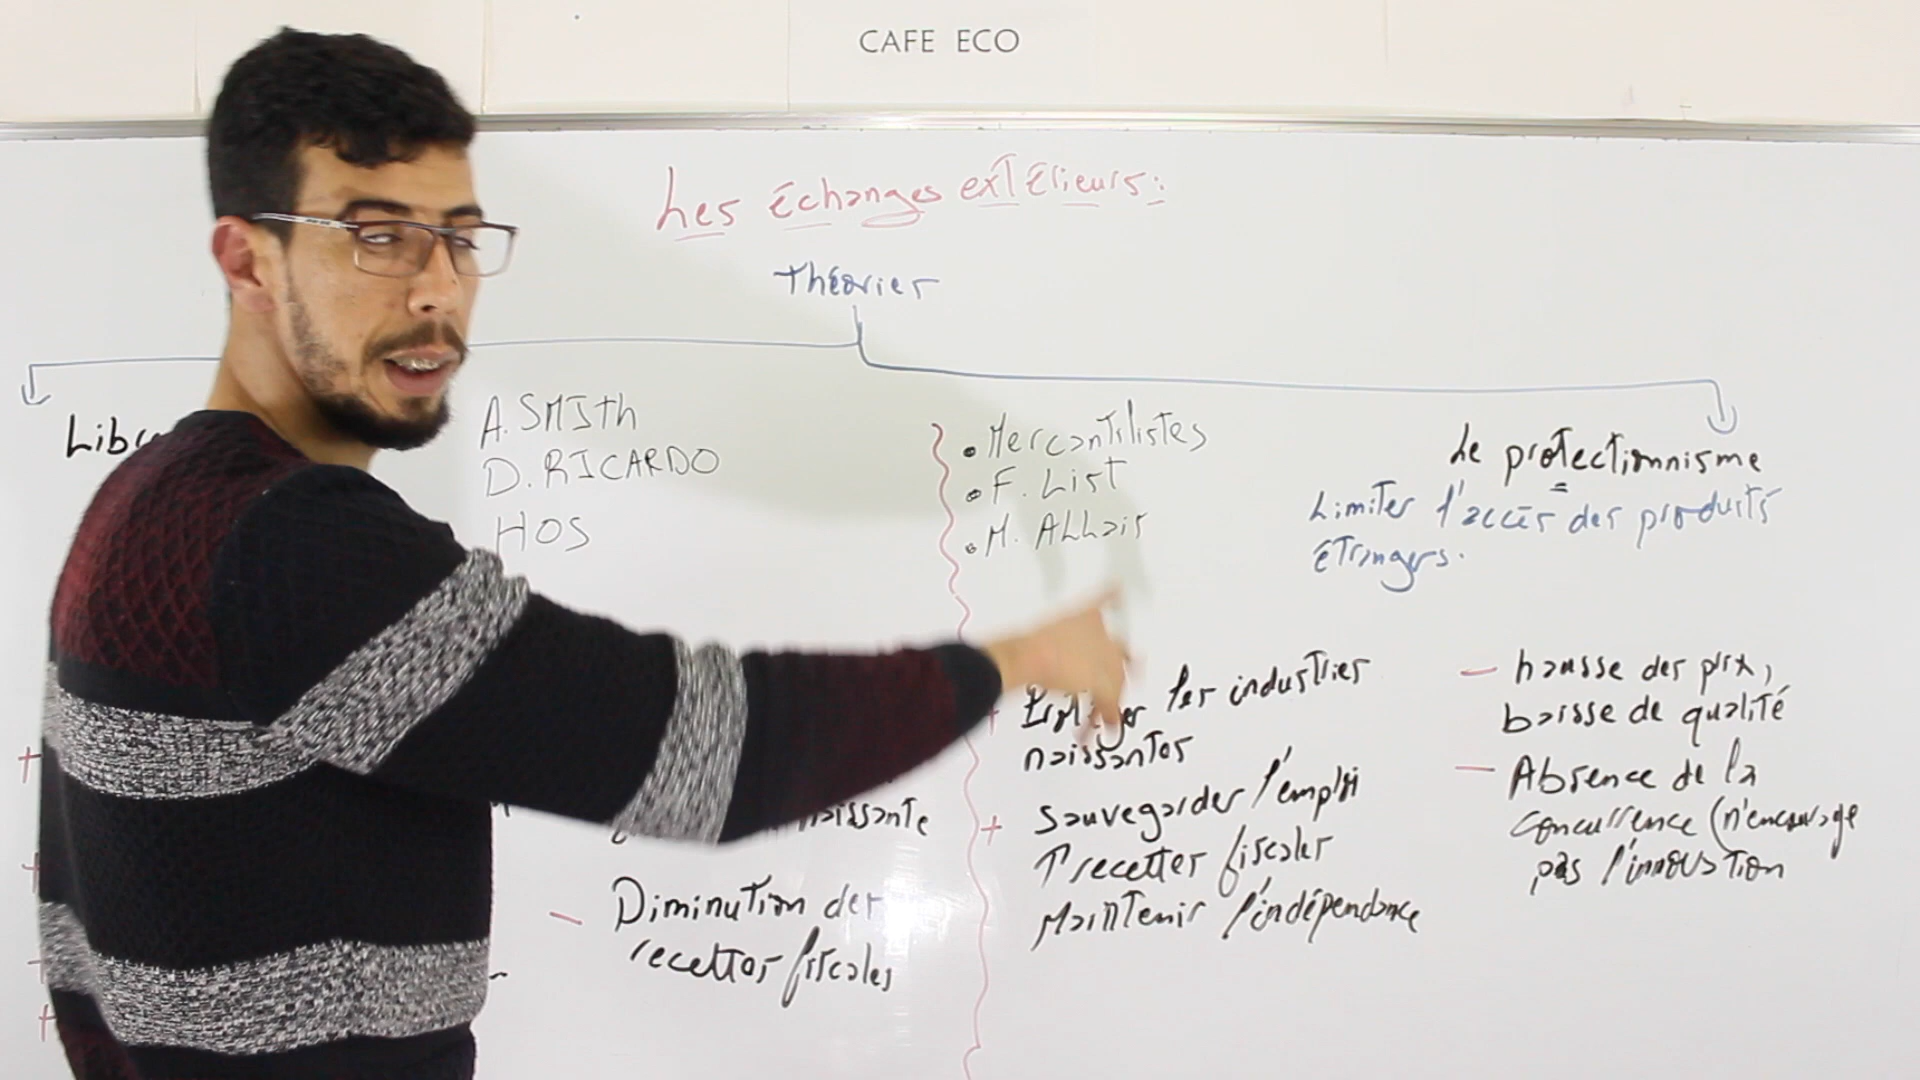 CAFE ECO
Les échanges extérieurs:
Théories
A. SMITH
D. RICARDO
HOS
• Mercantilistes
• F. List
• M. ALLais
Le protectionnisme
Limiter l'accès des produits
étrangers.
les industries
naissantes
+ Sauvegarder l'emploi
↑ recettes fiscales
Maintenir l'indépendance
- hausse des prix,
baisse de qualité
- Absence de la
concurrence (n'encourage
pas l'innovation
- Diminution des
recettes fiscales